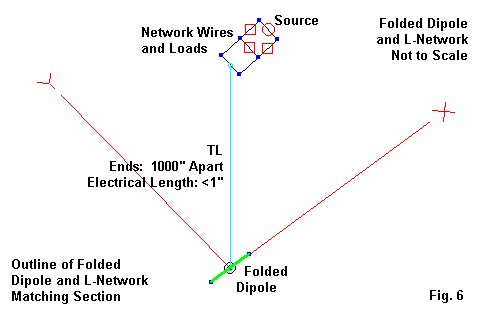 Network Wires
and Loads
Source
Folded Dipole
and L-Network
Not to Scale
Y
X
TL
Ends: 1000" Apart
Electrical Length: <1"
Outline of Folded
Dipole and L-Network
Matching Section
Folded
Dipole
Fig. 6